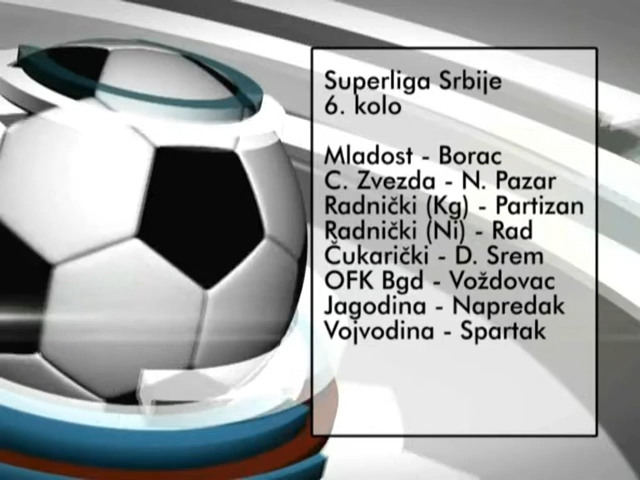 Superliga Srbije
6. kolo
Mladost - Borac
C. Zvezda - N. Pazar
Radnički (Kg) - Partizan
Radnički (Ni) - Rad
Čukarički - D. Srem
OFK Bgd - Voždovac
Jagodina - Napredak
Vojvodina - Spartak